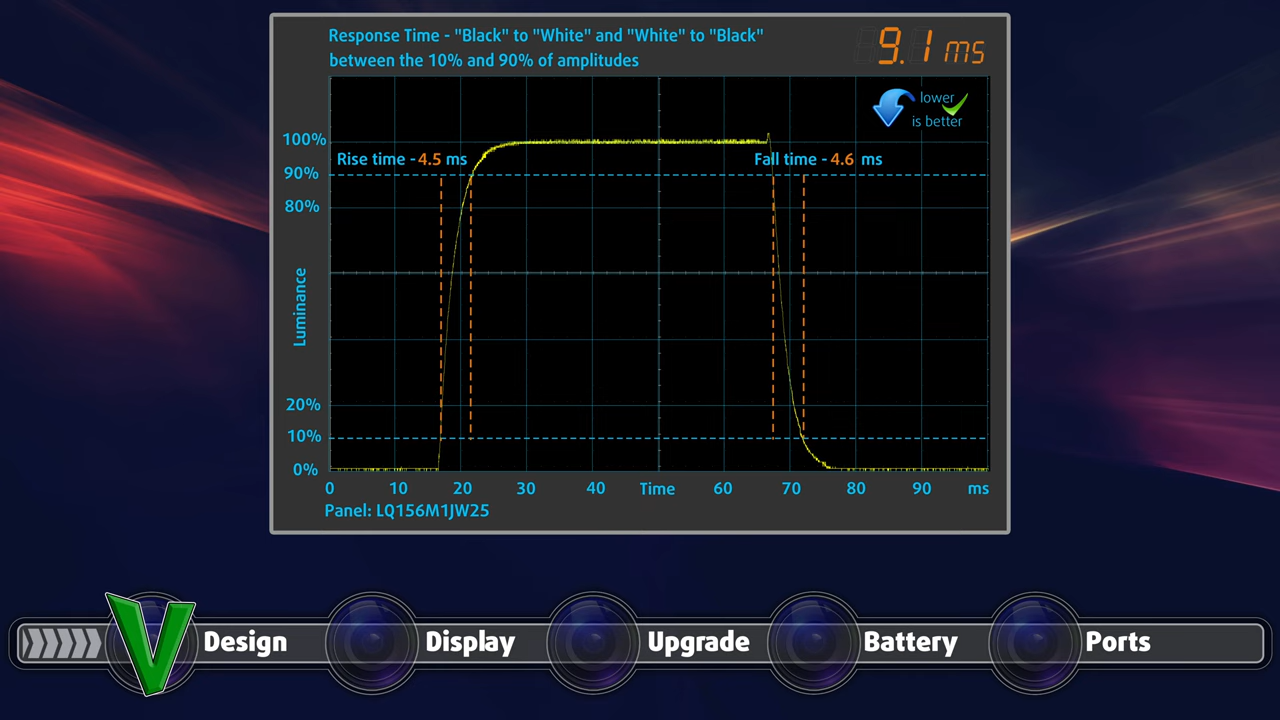 Response Time - "Black" to "White" and "White" to "Black"
between the 10% and 90% of amplitudes
9.1 ms
lower
is better
100%
Rise time - 4.5 ms
Fall time - 4.6 ms
90%
80%
Luminance
20%
10%
0%
0 10 20 30 40 Time 60 70 80 90 ms
Panel: LQ156M1JW25
V Design Display Upgrade Battery Ports